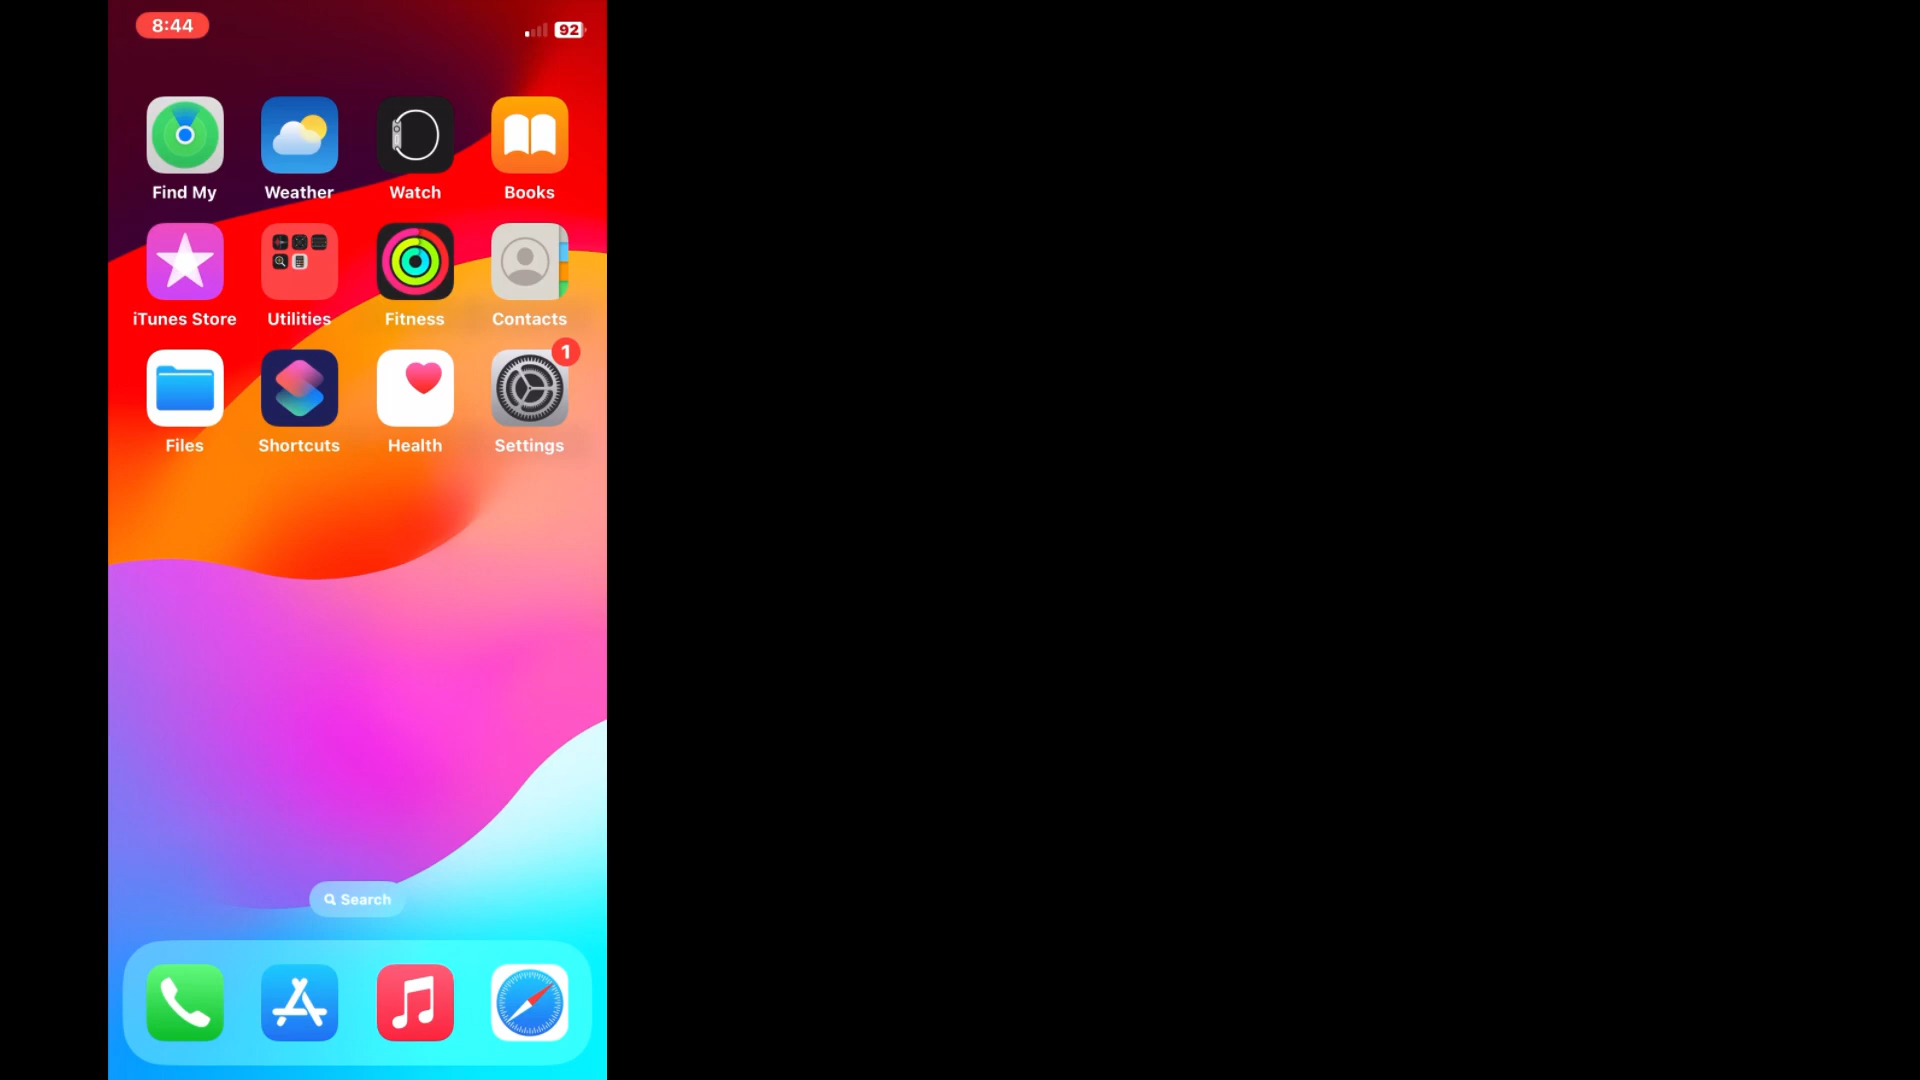 8:44
92
Find My
Weather
Watch
Books
iTunes Store
Utilities
Fitness
Contacts
1
Files
Shortcuts
Health
Settings
Search